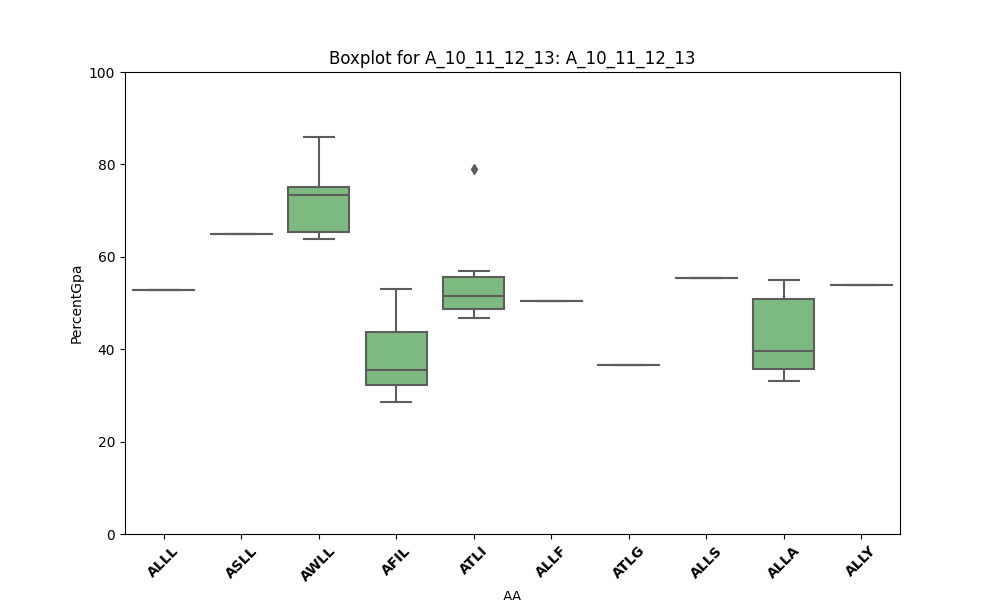 Boxplot for A_10_11_12_13: A_10_11_12_13
100
80
60
40
20
0
PercentGpa
ALLL ASLL AWLL AFIL ATLI ALLF ATLG ALLS ALLA ALLY
AA